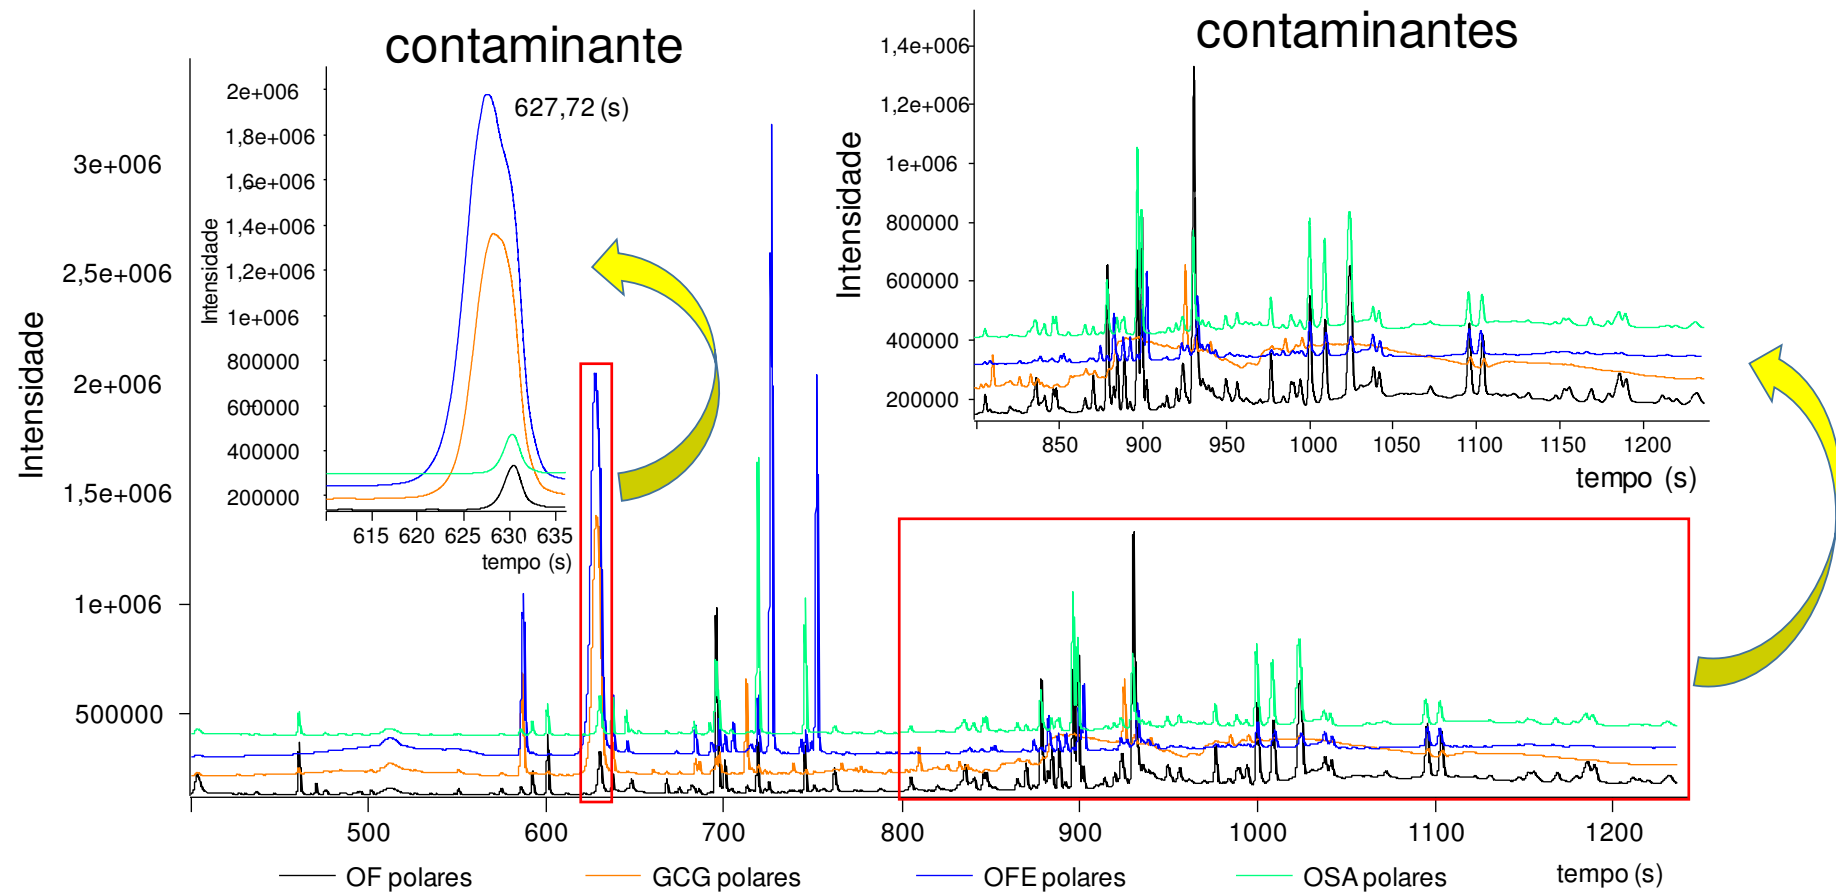 contaminante
contaminantes
Intensidade
3e+006
2,5e+006
2e+006
1,5e+006
1e+006
500000
500
600
700
800
900
1000
1100
1200
tempo (s)
Intensidade
2e+006
1,8e+006
1,6e+006
1,4e+006
1,2e+006
1e+006
800000
600000
400000
200000
615 620 625 630 635
tempo (s)
627,72 (s)
Intensidade
1,4e+006
1,2e+006
1e+006
800000
600000
400000
200000
850 900 950 1000 1050 1100 1150 1200
tempo (s)
OF polares
GCG polares
OFE polares
OSA polares